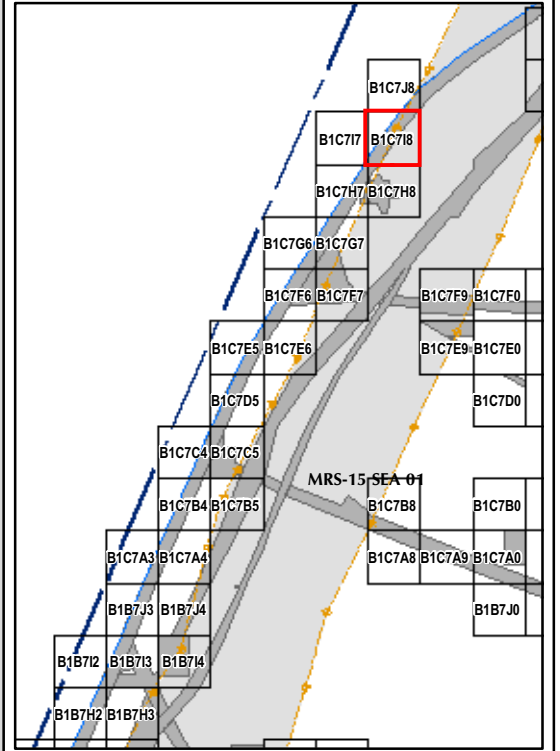 B1C7J8
B1C7I7 B1C7I8
B1C7H7 B1C7H8
B1C7G6 B1C7G7
B1C7F6 B1C7F7 B1C7F9 B1C7F0
B1C7E5 B1C7E6 B1C7E9 B1C7E0
B1C7D5 B1C7D0
B1C7C4 B1C7C5
MRS-15 SEA 01
B1C7B4 B1C7B5 B1C7B8 B1C7B0
B1C7A3 B1C7A4 B1C7A8 B1C7A9 B1C7A0
B1B7J3 B1B7J4 B1B7J0
B1B7I2 B1B7I3 B1B7I4
B1B7H2 B1B7H3